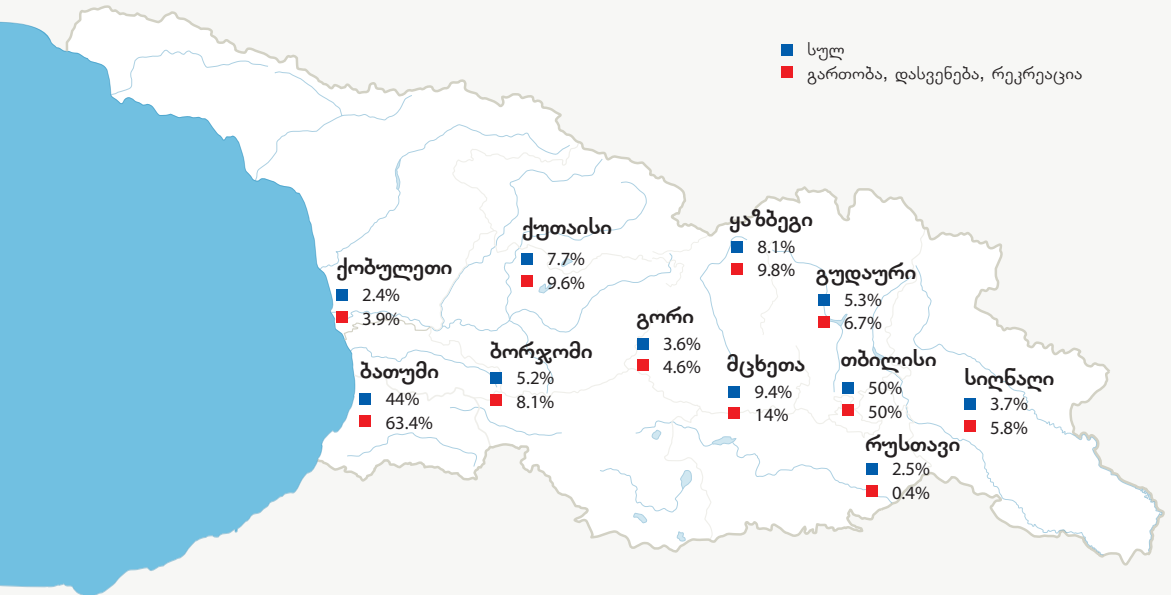 სულ
გართობა, დასვენება, რეკრეაცია
ყაზბეგი
8.1%
9.8%
ქუთაისი
7.7%
9.6%
ქობულეთი
2.4%
3.9%
გუდაური
5.3%
6.7%
გორი
3.6%
4.6%
ბორჯომი
5.2%
8.1%
ბათუმი
44%
63.4%
მცხეთა
9.4%
14%
თბილისი
50%
50%
სიღნაღი
3.7%
5.8%
რუსთავი
2.5%
0.4%